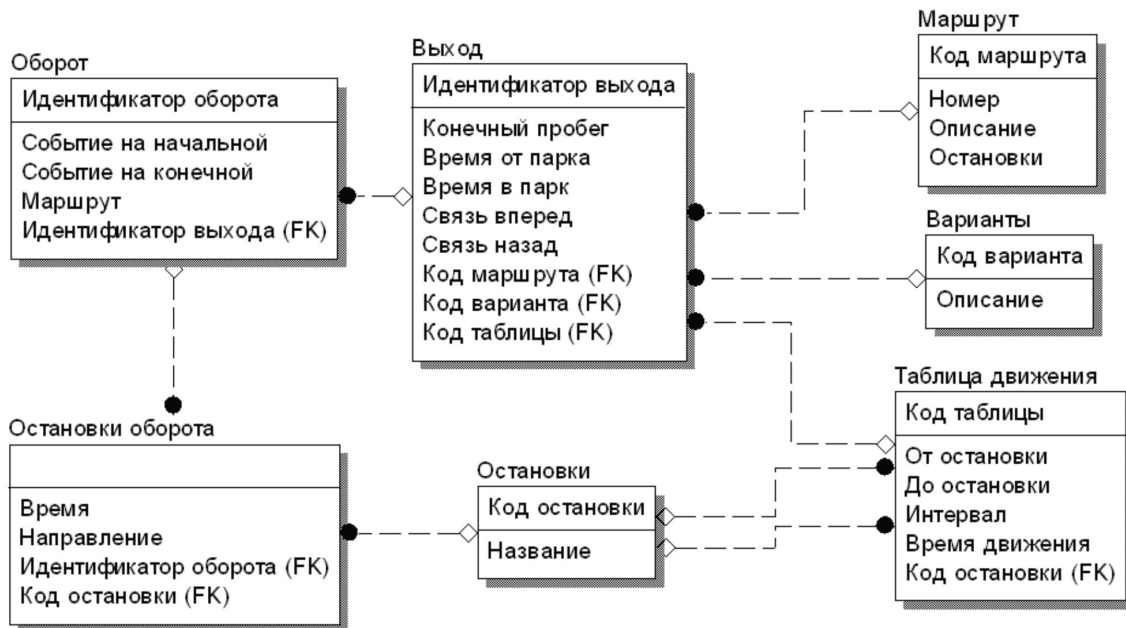 Оборот
Идентификатор оборота
Событие на начальной
Событие на конечной
Маршрут
Идентификатор выхода (FK)
Выход
Идентификатор выхода
Конечный пробег
Время от парка
Время в парк
Связь вперед
Связь назад
Код маршрута (FK)
Код варианта (FK)
Код таблицы (FK)
Маршрут
Код маршрута
Номер
Описание
Остановки
Варианты
Код варианта
Описание
Таблица движения
Код таблицы
От остановки
До остановки
Интервал
Время движения
Код остановки (FK)
Остановки оборота
Время
Направление
Идентификатор оборота (FK)
Код остановки (FK)
Остановки
Код остановки
Название